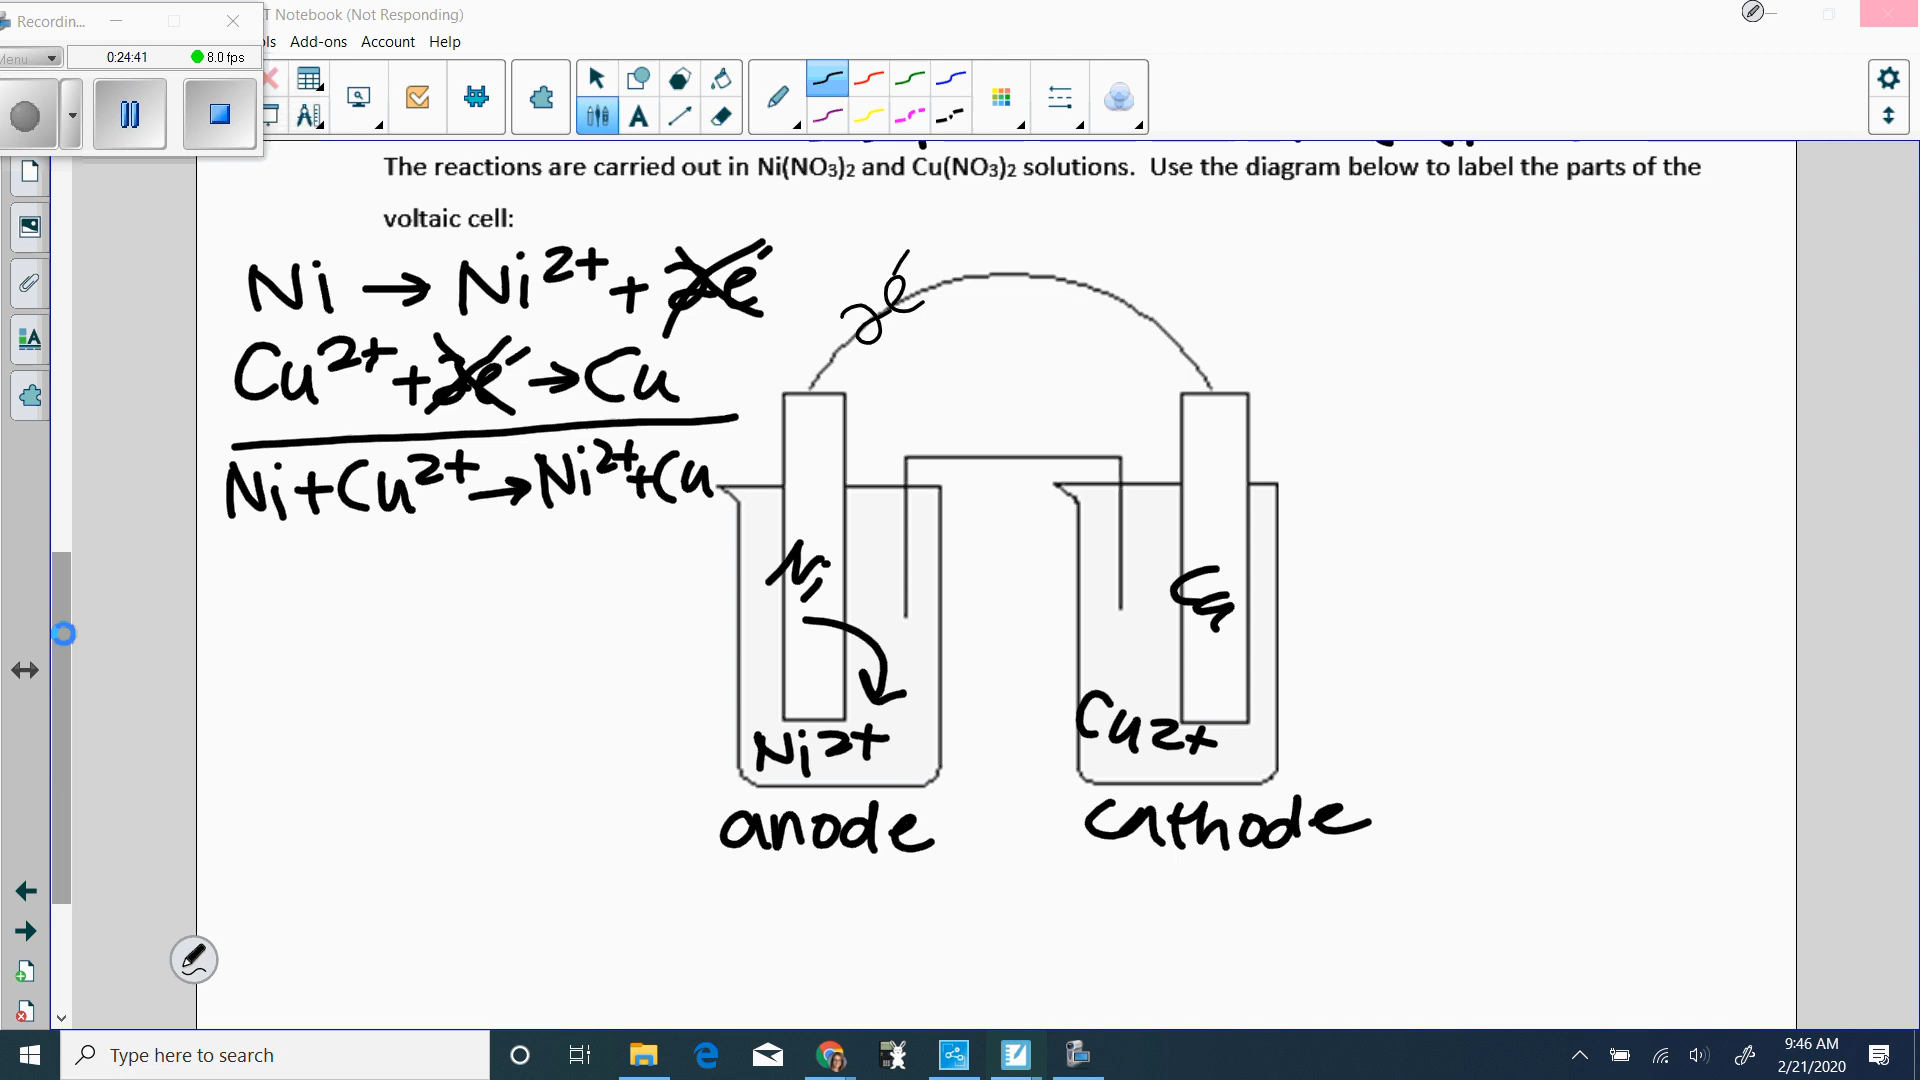 Recordin...
T Notebook (Not Responding)
Menu
0:24:41
8.0 fps
ls Add-ons Account Help
The reactions are carried out in Ni(NO₃)₂ and Cu(NO₃)₂ solutions. Use the diagram below to label the parts of the
voltaic cell:
Ni → Ni²⁺ + 2e⁻
Cu²⁺ + 2e⁻ → Cu
Ni + Cu²⁺ → Ni²⁺ + Cu
2e⁻
Ni
Cu
Ni2+
Cu2+
anode
cathode
Type here to search
9:46 AM
2/21/2020